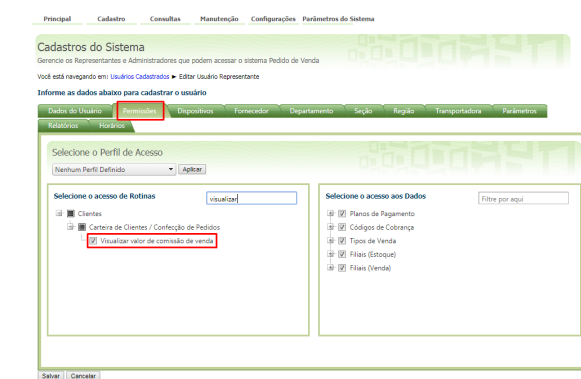 Principal Cadastro Consultas Manutenção Configurações Parâmetros do Sistema
Cadastros do Sistema
Gerencie os Representantes e Administradores que podem acessar o sistema Pedido de Venda
Você está navegando em: Usuários Cadastrados ► Editar Usuário Representante
Informe as dados abaixo para cadastrar o usuário
Dados do Usuário Permissões Dispositivos Fornecedor Departamento Seção Região Transportadora Parâmetros
Relatórios Horários
Selecione o Perfil de Acesso
Nenhum Perfil Definido Aplicar
Selecione o acesso de Rotinas visualizar Selecione o acesso aos Dados Filtre por aqui
Clientes
Carteira de Clientes / Confecção de Pedidos
Visualizar valor de comissão de venda
Planos de Pagamento
Códigos de Cobrança
Tipos de Venda
Filiais (Estoque)
Filiais (Venda)
Salvar Cancelar